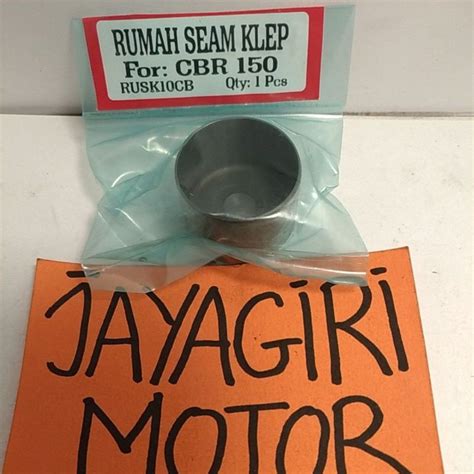 RUMAH SEAM KLEP
For: CBR 150
RUSK10CB Qty: 1 Pcs
JAYAGIRI
MOTOR